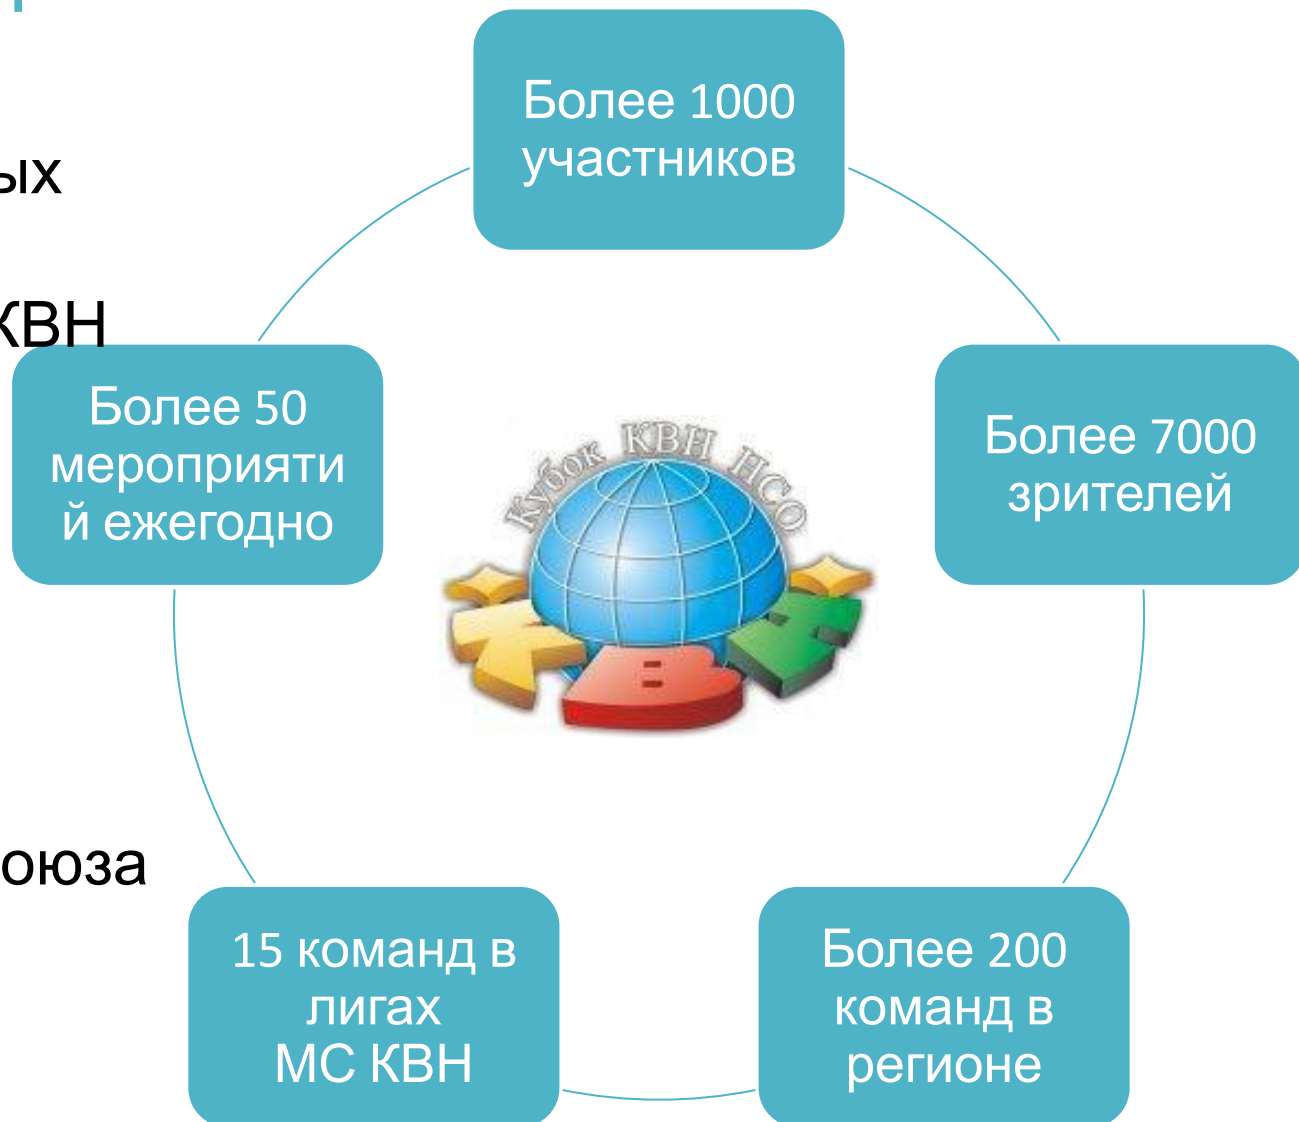 Более 1000
участников
ых
КВН
Более 50
мероприяти
й ежегодно
Кубок КВН НСО
КВН
Более 7000
зрителей
оюза
15 команд в
лигах
МС КВН
Более 200
команд в
регионе